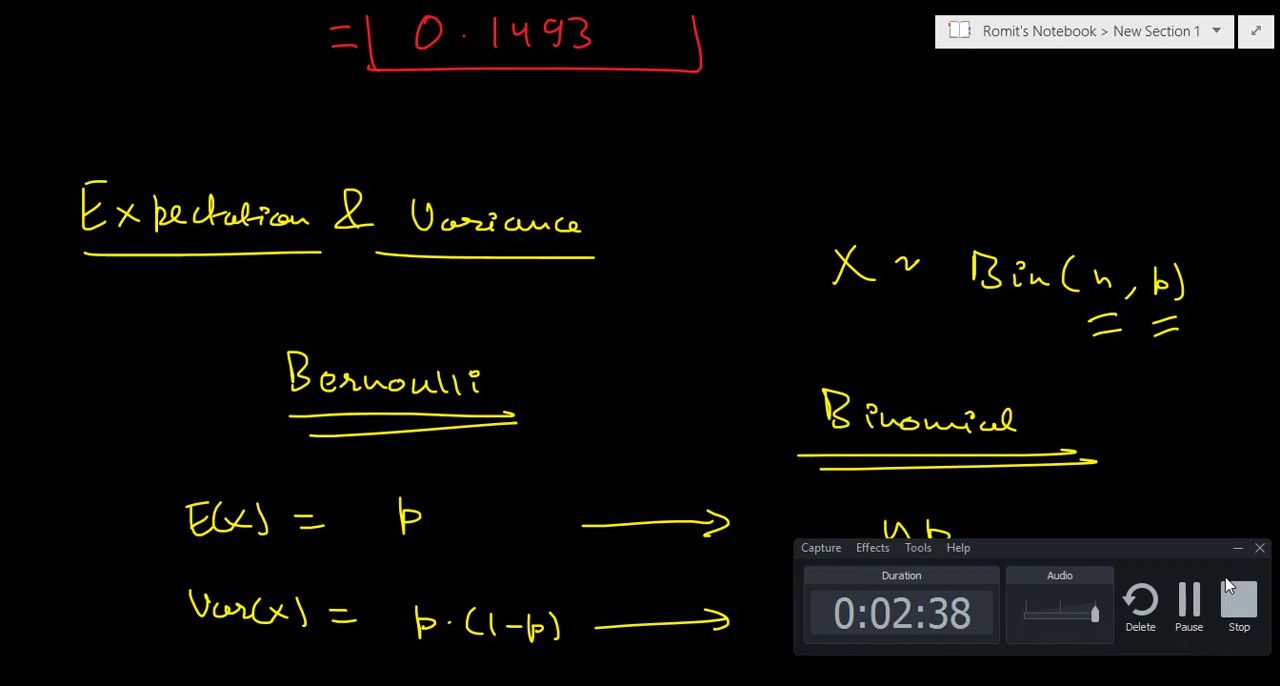 = 0.1493
Romit's Notebook > New Section 1
Expectation & Variance
X ~ Bin(n, p)
Bernoulli
Binomial
E(X) = p → np
Var(X) = p.(1-p) →
Capture Effects Tools Help
Duration Audio
0:02:38
Delete Pause Stop